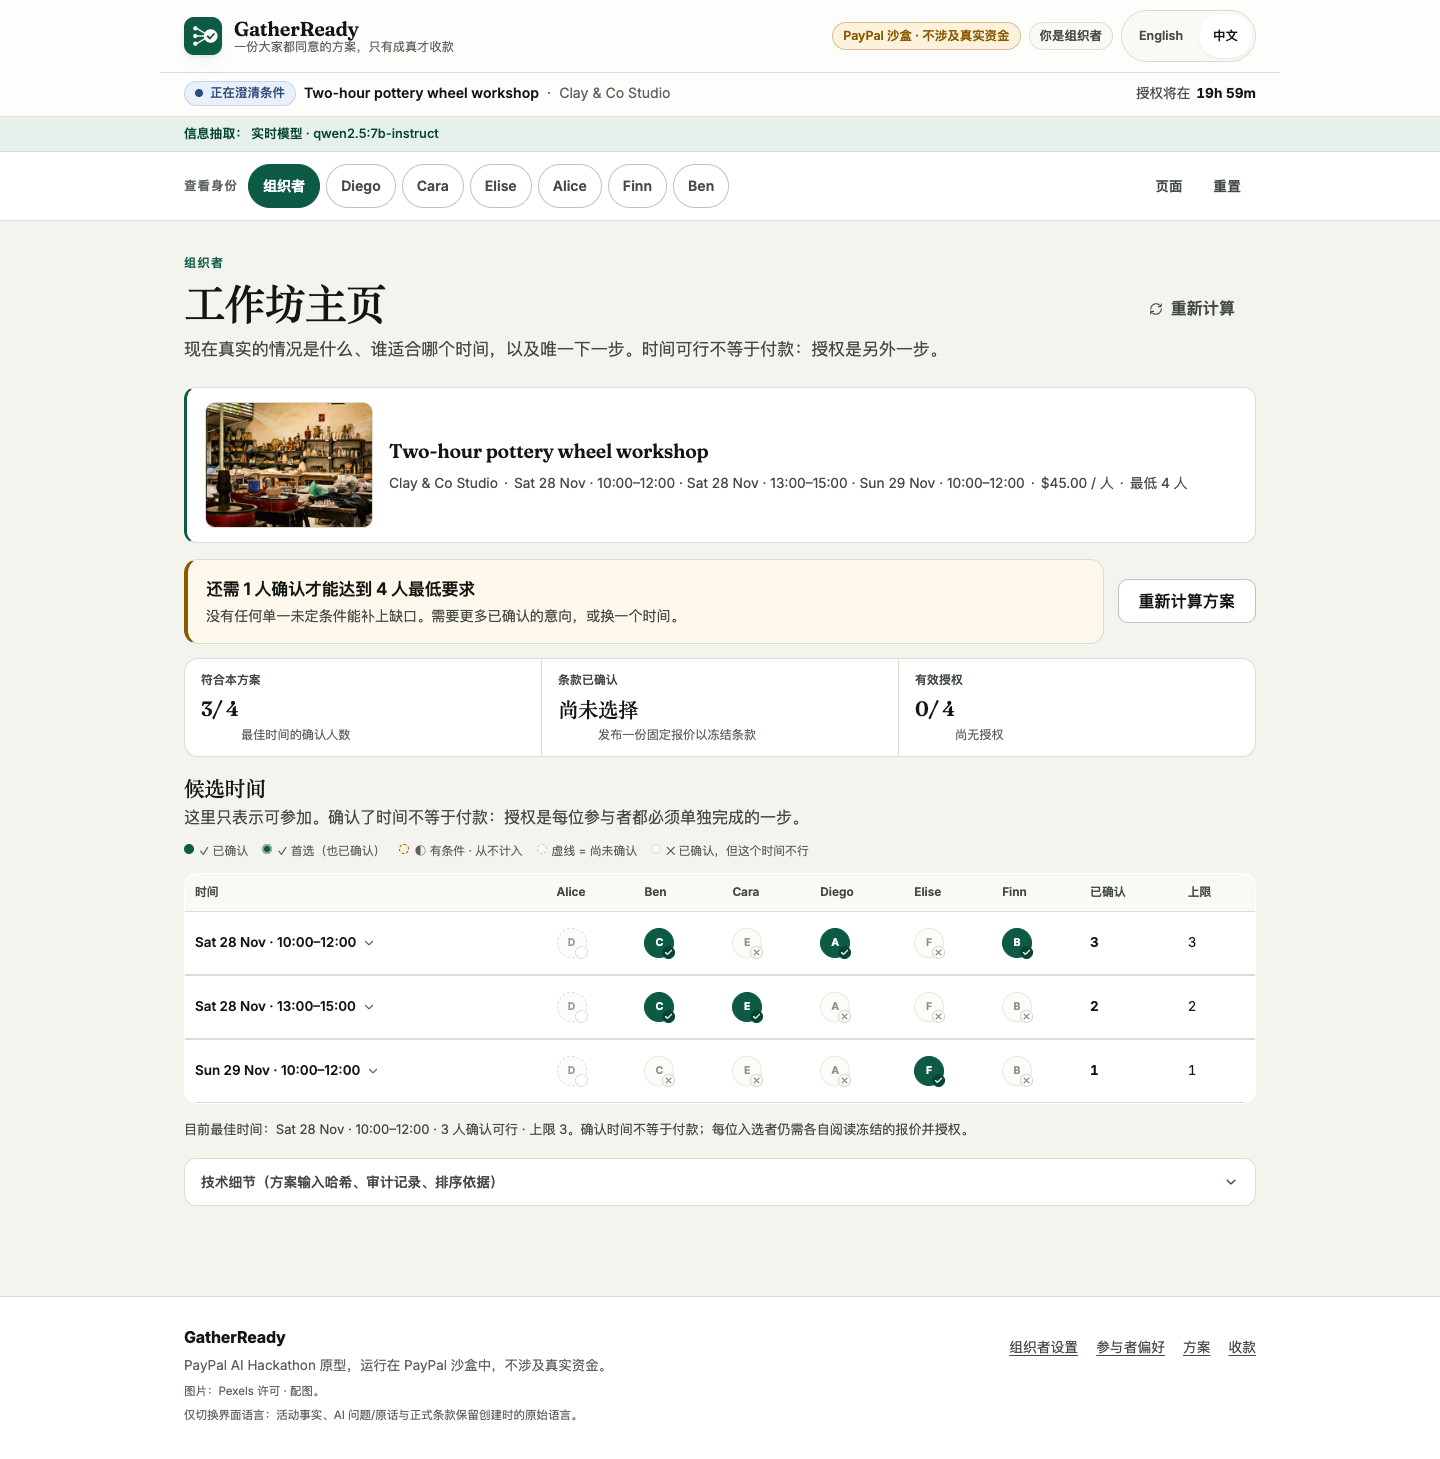 GatherReady
一份大家都同意的方案，只有成真才收款
PayPal 沙盒 · 不涉及真实资金
你是组织者
English
中文
正在澄清条件
Two-hour pottery wheel workshop · Clay & Co Studio
授权将在 19h 59m
信息抽取： 实时模型 · qwen2.5:7b-instruct
查看身份
组织者
Diego
Cara
Elise
Alice
Finn
Ben
页面
重置
组织者
工作坊主页
重新计算
现在真实的情况是什么、谁适合哪个时间，以及唯一下一步。时间可行不等于付款：授权是另外一步。
Two-hour pottery wheel workshop
Clay & Co Studio · Sat 28 Nov · 10:00–12:00 · Sat 28 Nov · 13:00–15:00 · Sun 29 Nov · 10:00–12:00 · $45.00 / 人 · 最低 4 人
还需 1 人确认才能达到 4 人最低要求
没有任何单一未定条件能补上缺口。需要更多已确认的意向，或换一个时间。
重新计算方案
符合本方案
3/4
最佳时间的确认人数
条款已确认
尚未选择
发布一份固定报价以冻结条款
有效授权
0/4
尚无授权
候选时间
这里只表示可参加。确认了时间不等于付款：授权是每位参与者都必须单独完成的一步。
✓ 已确认 ✓ 首选（也已确认） ◐ 有条件 · 从不计入 虚线 = 尚未确认 ✕ 已确认，但这个时间不行
时间 Alice Ben Cara Diego Elise Finn 已确认 上限
Sat 28 Nov · 10:00–12:00 D C E A F B 3 3
Sat 28 Nov · 13:00–15:00 D C E A F B 2 2
Sun 29 Nov · 10:00–12:00 D C E A F B 1 1
目前最佳时间：Sat 28 Nov · 10:00–12:00 · 3 人确认可行 · 上限 3。确认时间不等于付款；每位入选者仍需各自阅读冻结的报价并授权。
技术细节（方案输入哈希、审计记录、排序依据）
GatherReady
PayPal AI Hackathon 原型，运行在 PayPal 沙盒中，不涉及真实资金。
图片：Pexels 许可 · 配图。
仅切换界面语言：活动事实、AI 问题/原话与正式条款保留创建时的原始语言。
组织者设置
参与者偏好
方案
收款